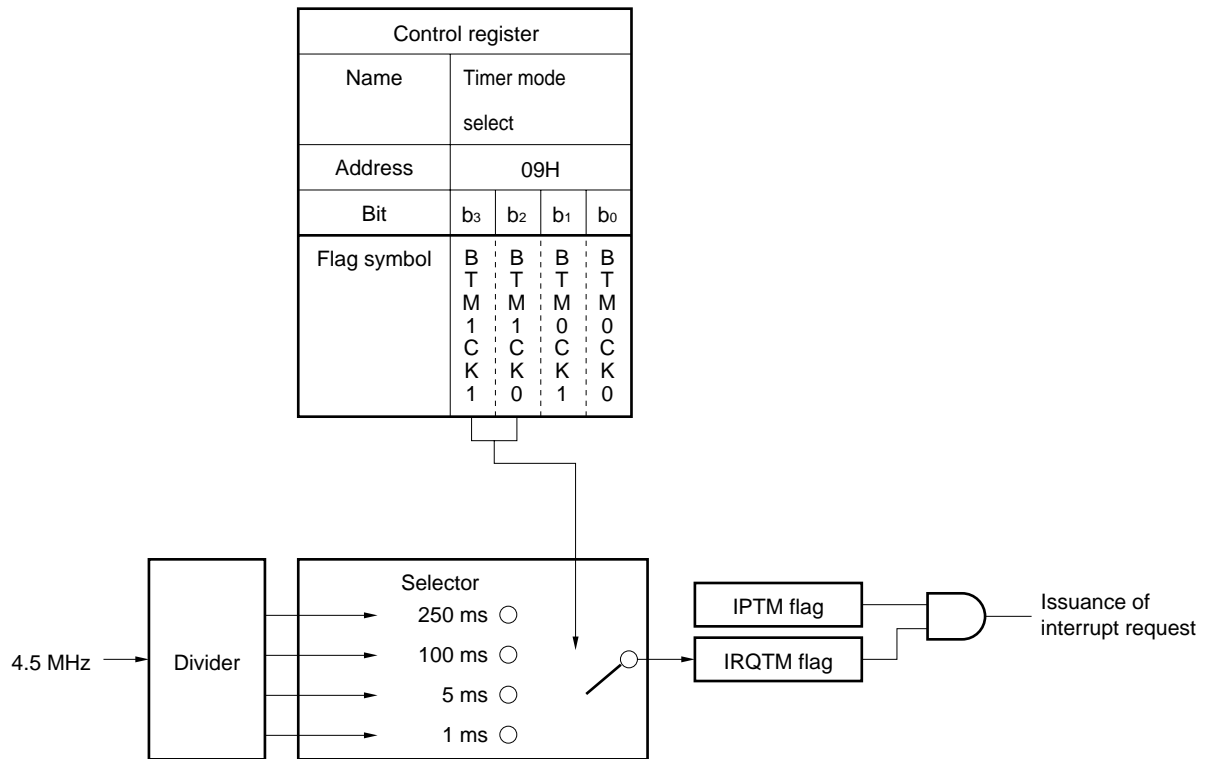 Control register
Name
Timer mode
select
Address
09H
Bit
b3
b2
b1
b0
Flag symbol
BTM1CK1
BTM1CK0
BTM0CK1
BTM0CK0
4.5 MHz
Divider
Selector
250 ms
100 ms
5 ms
1 ms
IPTM flag
IRQTM flag
Issuance of
interrupt request